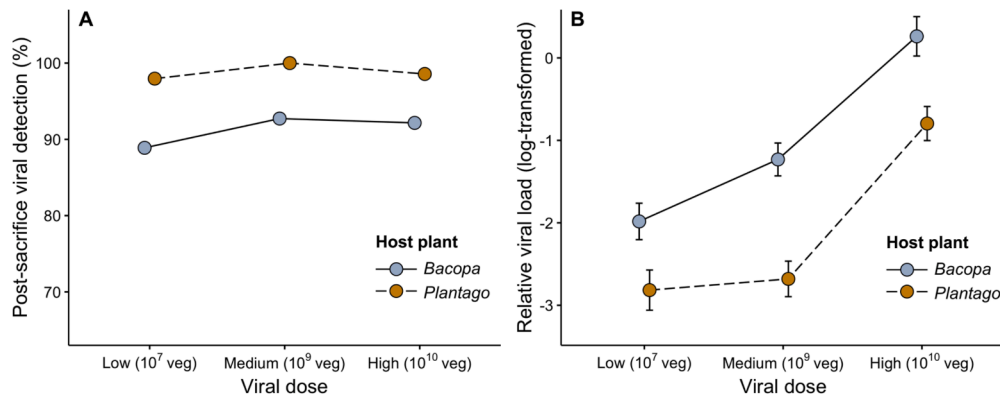 A
Post-sacrifice viral detection (%)
100
90
80
70
Host plant
Bacopa
Plantago
Low (10⁷ veg)
Medium (10⁹ veg)
High (10¹⁰ veg)
Viral dose
B
Relative viral load (log-transformed)
0
-1
-2
-3
Host plant
Bacopa
Plantago
Low (10⁷ veg)
Medium (10⁹ veg)
High (10¹⁰ veg)
Viral dose